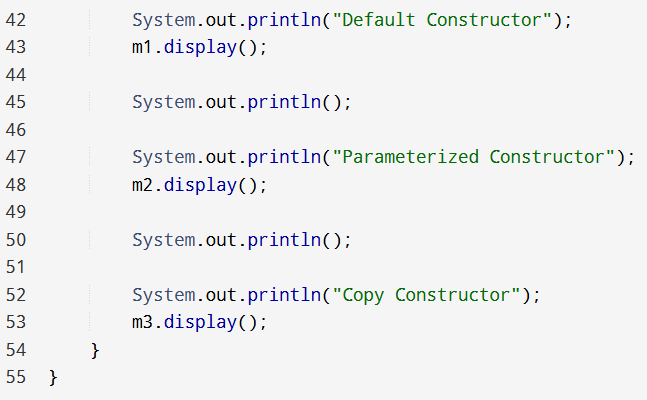 42 System.out.println("Default Constructor");
43 m1.display();
44
45 System.out.println();
46
47 System.out.println("Parameterized Constructor");
48 m2.display();
49
50 System.out.println();
51
52 System.out.println("Copy Constructor");
53 m3.display();
54 }
55 }